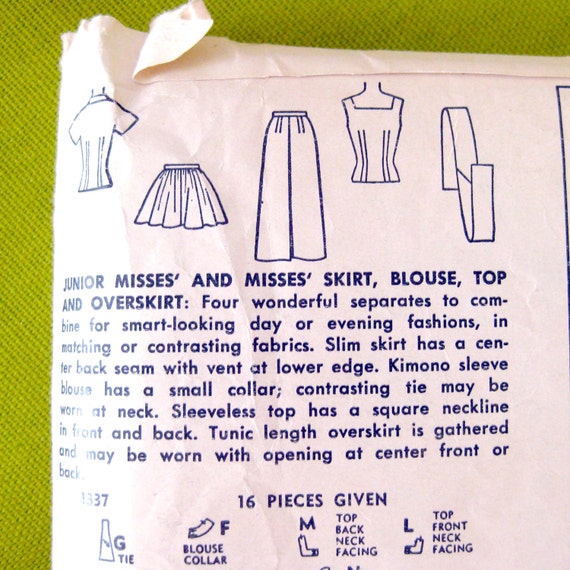 JUNIOR MISSES' AND MISSES' SKIRT, BLOUSE, TOP
AND OVERSKIRT: Four wonderful separates to com-
bine for smart-looking day or evening fashions, in
matching or contrasting fabrics. Slim skirt has a cen-
ter back seam with vent at lower edge. Kimono sleeve
blouse has a small collar; contrasting tie may be
worn at neck. Sleeveless top has a square neckline
in front and back. Tunic length overskirt is gathered
and may be worn with opening at center front or
back.
1337 16 PIECES GIVEN
G
TIE
F
BLOUSE
COLLAR
M
TOP
BACK
NECK
FACING
L
TOP
FRONT
NECK
FACING